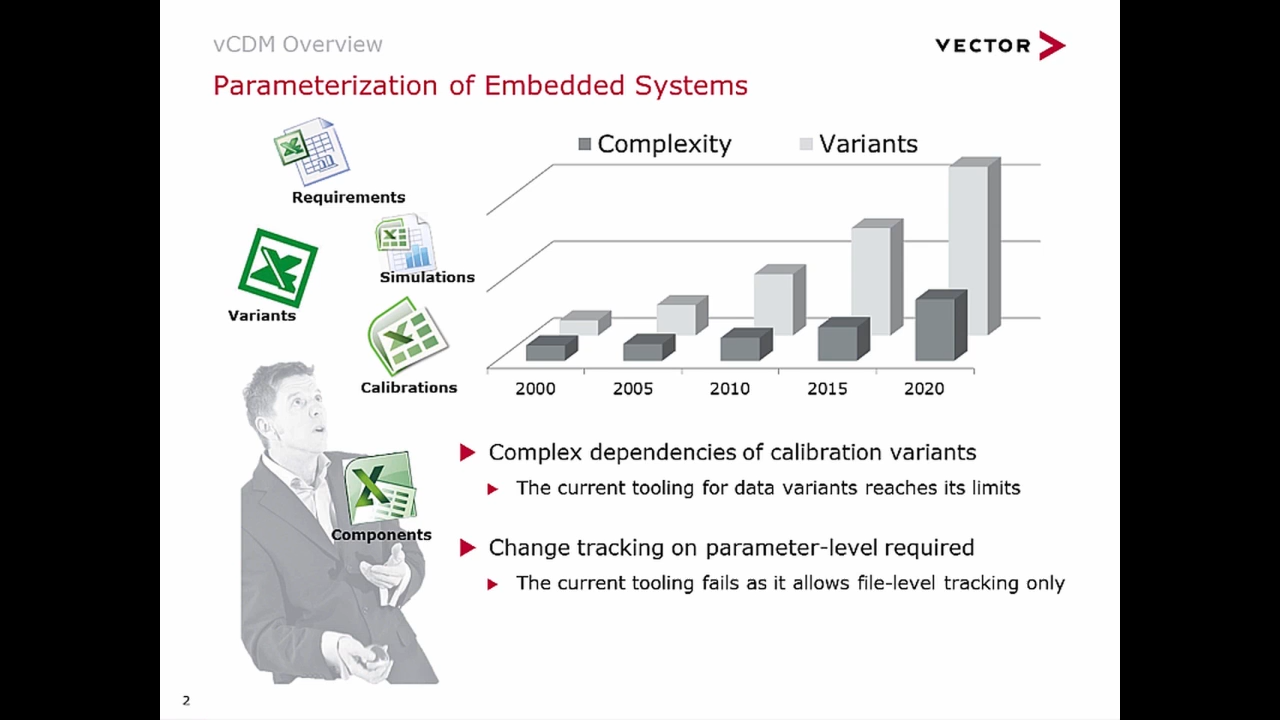 vCDM Overview
VECTOR
Parameterization of Embedded Systems
Requirements
Simulations
Variants
Calibrations
Components
Complexity
Variants
2000 2005 2010 2015 2020
Complex dependencies of calibration variants
The current tooling for data variants reaches its limits
Change tracking on parameter-level required
The current tooling fails as it allows file-level tracking only
2